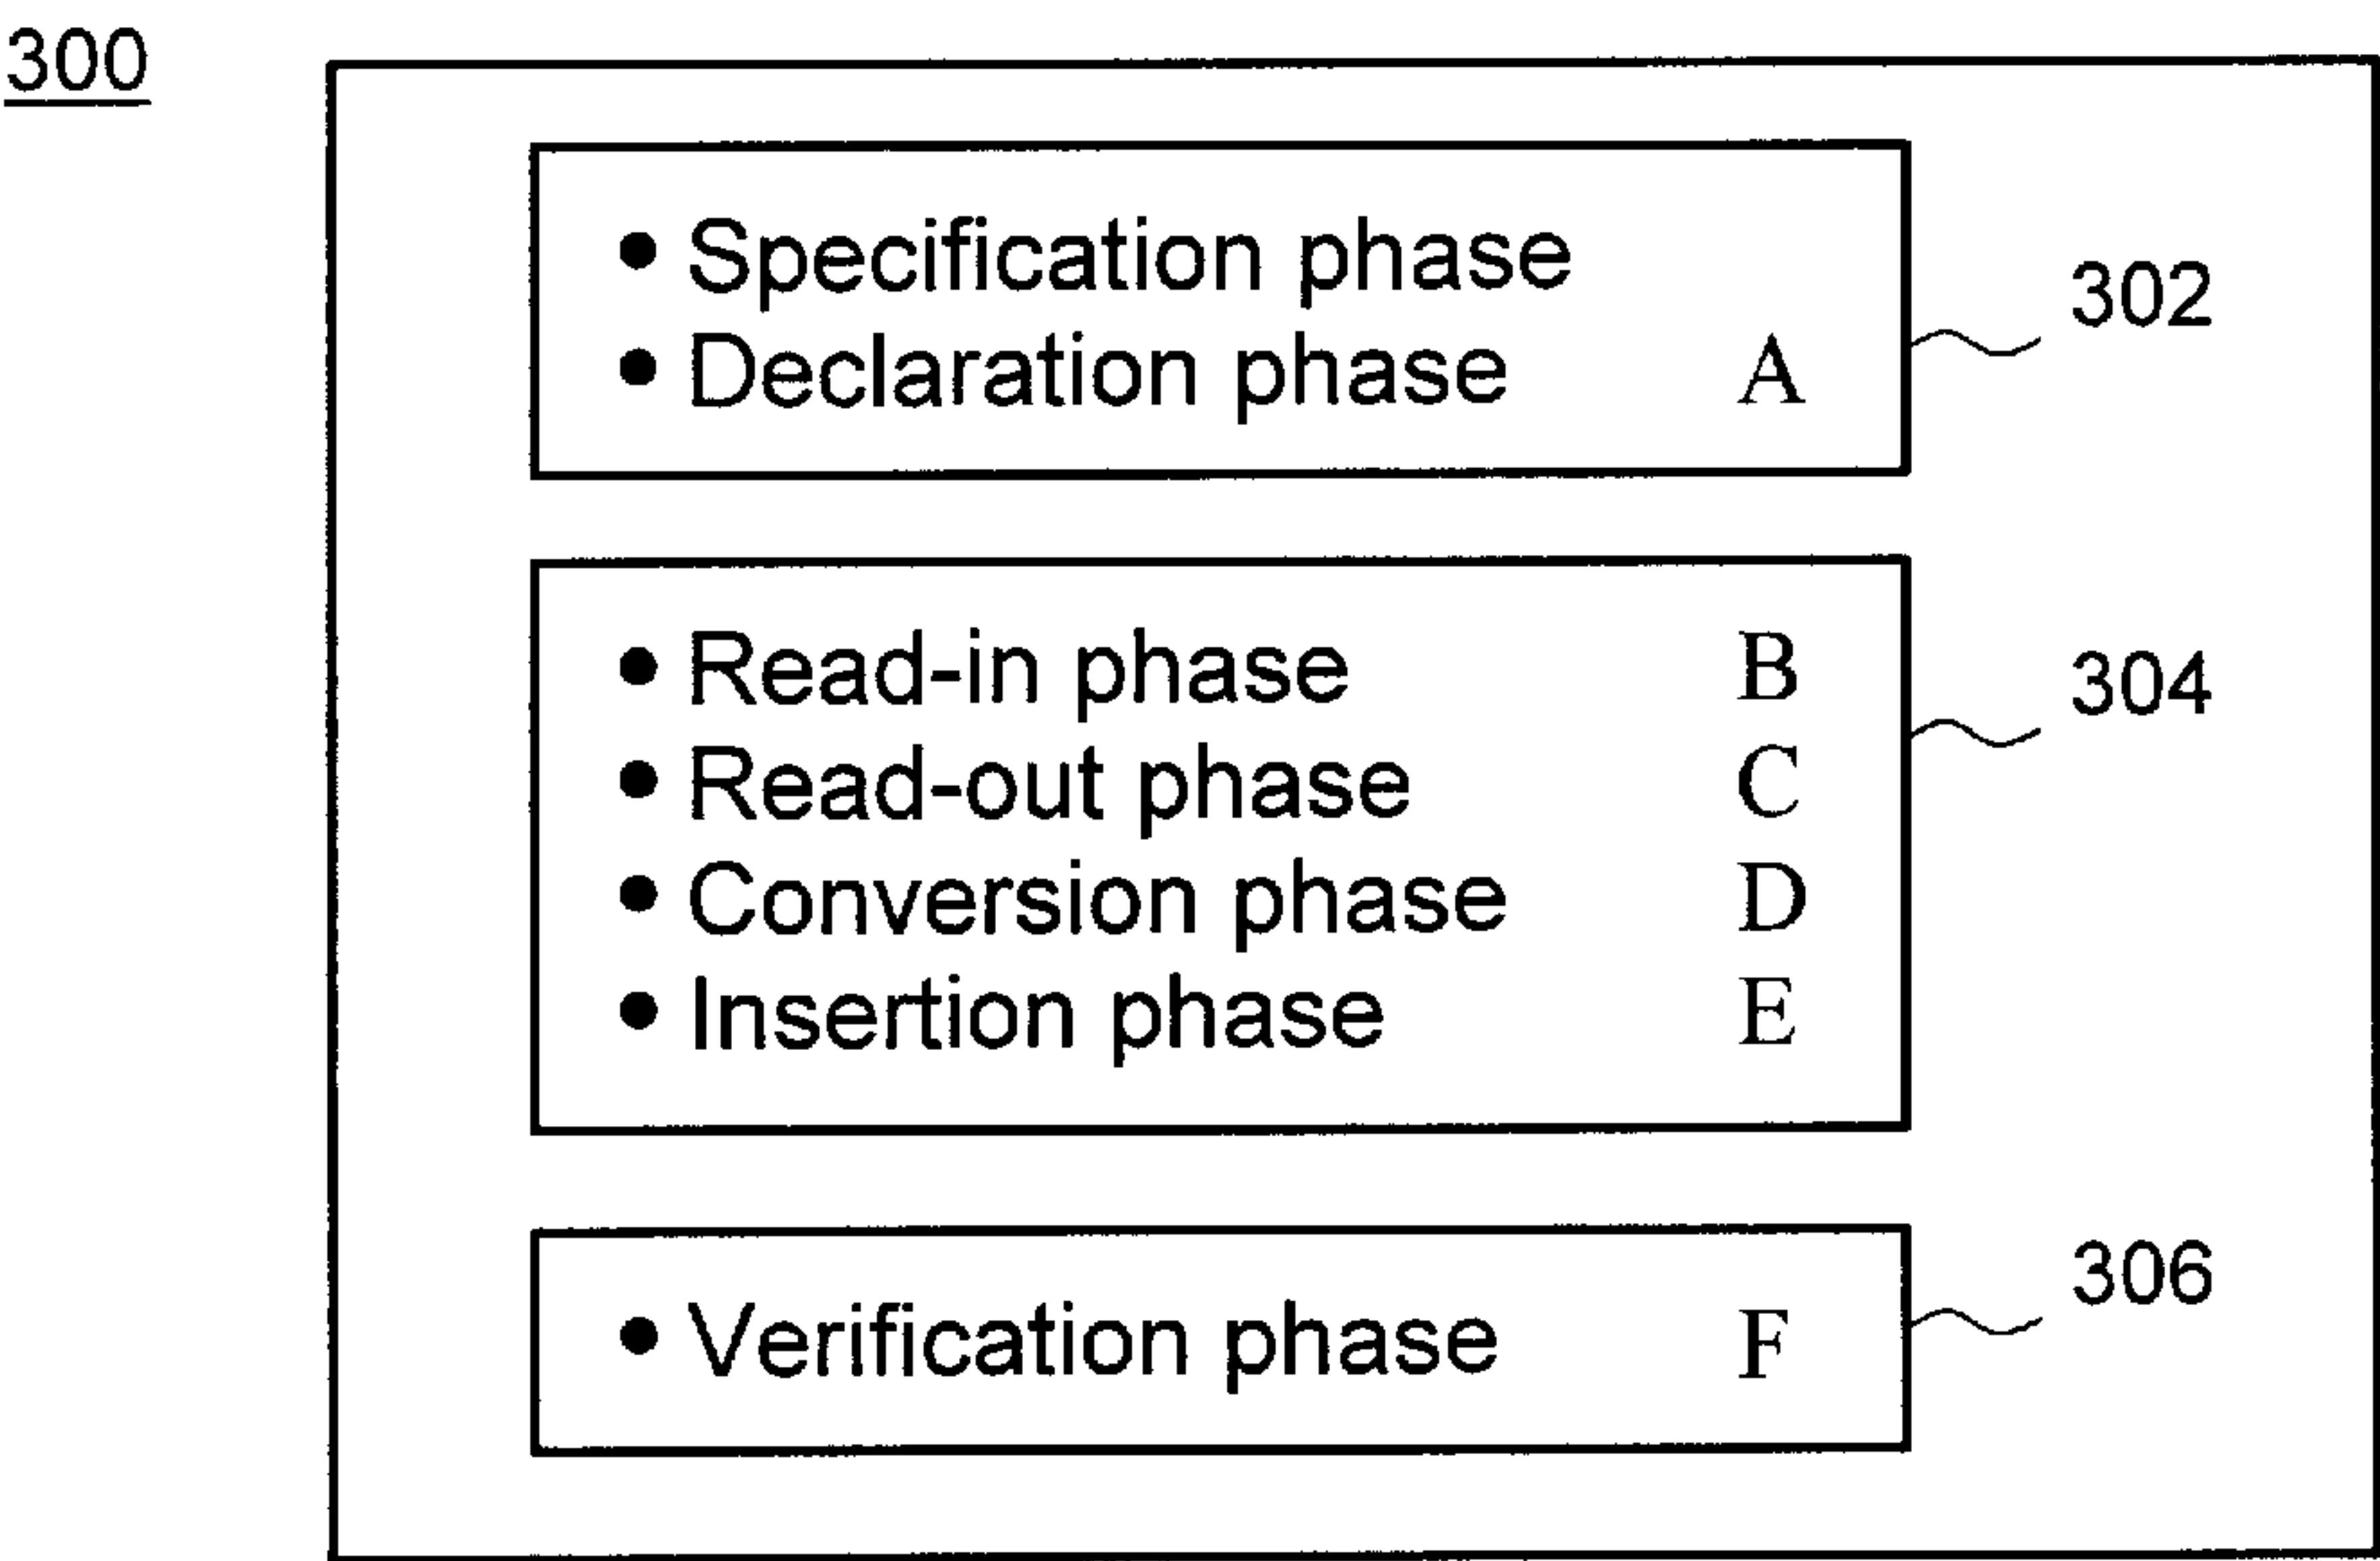 300
• Specification phase
302
• Declaration phase A
• Read-in phase B
304
• Read-out phase C
• Conversion phase D
• Insertion phase E
306
• Verification phase F